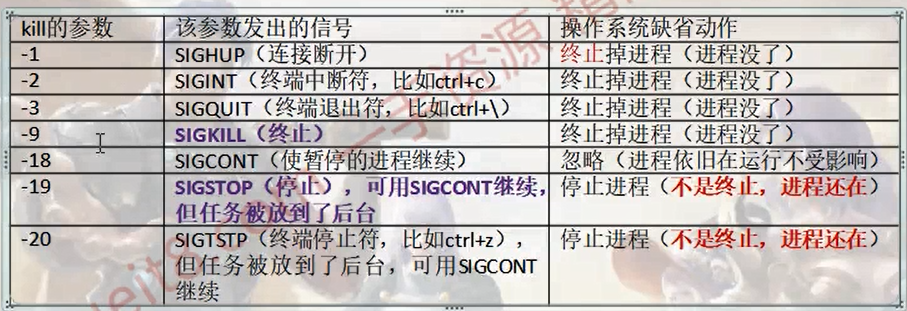 kill的参数 该参数发出的信号 操作系统缺省动作
-1 SIGHUP（连接断开） 终止掉进程（进程没了）
-2 SIGINT（终端中断符，比如ctrl+c） 终止掉进程（进程没了）
-3 SIGQUIT（终端退出符，比如ctrl+\） 终止掉进程（进程没了）
-9 SIGKILL（终止） 终止掉进程（进程没了）
-18 SIGCONT（使暂停的进程继续） 忽略（进程依旧在运行不受影响）
-19 SIGSTOP（停止），可用SIGCONT继续， 停止进程（不是终止，进程还在）
但任务被放到了后台
-20 SIGTSTP（终端停止符，比如ctrl+z）， 停止进程（不是终止，进程还在）
但任务被放到了后台，可用SIGCONT
继续
一手资源